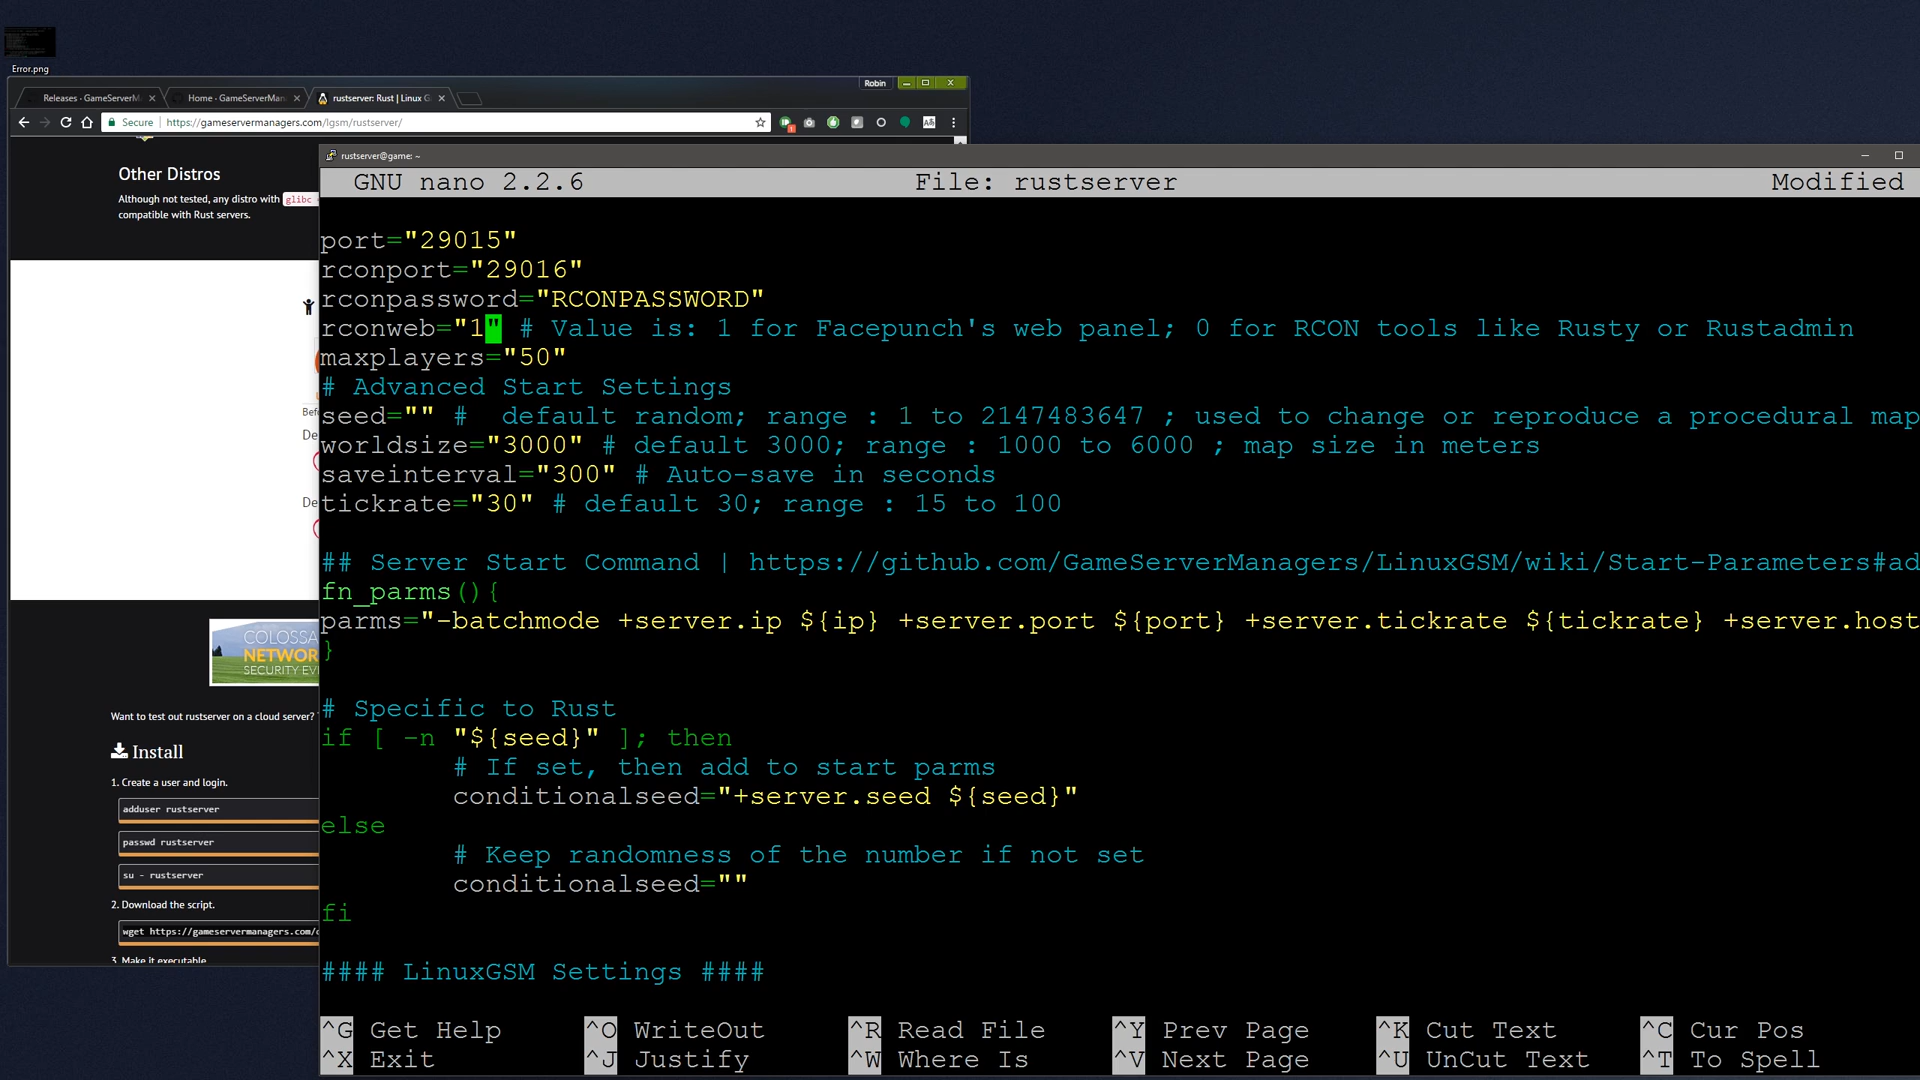 Error.png
Robin
Releases · GameServerM
Home · GameServerMan
rustserver: Rust | Linux G
Secure
https://gameservermanagers.com/lgsm/rustserver/
Other Distros
Although not tested, any distro with glibc
compatible with Rust servers.
Bef
De
De
COLOSSA
NETWOR
SECURITY EV
Want to test out rustserver on a cloud server?
Install
1. Create a user and login.
adduser rustserver
passwd rustserver
su - rustserver
2. Download the script.
wget https://gameservermanagers.com/
3. Make it executable
rustserver@game: ~
GNU nano 2.2.6 File: rustserver Modified
port="29015"
rconport="29016"
rconpassword="RCONPASSWORD"
rconweb="1" # Value is: 1 for Facepunch's web panel; 0 for RCON tools like Rusty or Rustadmin
maxplayers="50"
# Advanced Start Settings
seed="" #  default random; range : 1 to 2147483647 ; used to change or reproduce a procedural map
worldsize="3000" # default 3000; range : 1000 to 6000 ; map size in meters
saveinterval="300" # Auto-save in seconds
tickrate="30" # default 30; range : 15 to 100
## Server Start Command | https://github.com/GameServerManagers/LinuxGSM/wiki/Start-Parameters#ad
fn_parms(){
parms="-batchmode +server.ip ${ip} +server.port ${port} +server.tickrate ${tickrate} +server.host
}
# Specific to Rust
if [ -n "${seed}" ]; then
# If set, then add to start parms
conditionalseed="+server.seed ${seed}"
else
# Keep randomness of the number if not set
conditionalseed=""
fi
#### LinuxGSM Settings ####
^G Get Help ^O WriteOut ^R Read File ^Y Prev Page ^K Cut Text ^C Cur Pos
^X Exit ^J Justify ^W Where Is ^V Next Page ^U UnCut Text ^T To Spell